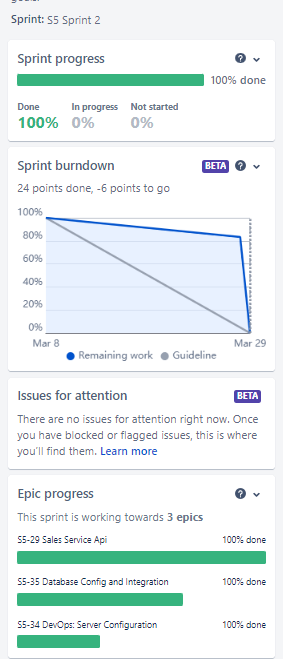 Sprint: S5 Sprint 2
Sprint progress
100% done
Done In progress Not started
100% 0% 0%
Sprint burndown BETA
24 points done, -6 points to go
100%
80%
60%
40%
20%
0%
Mar 8 Mar 29
Remaining work Guideline
Issues for attention BETA
There are no issues for attention right now. Once
you have blocked or flagged issues, this is where
you'll find them. Learn more
Epic progress
This sprint is working towards 3 epics
S5-29 Sales Service Api 100% done
S5-35 Database Config and Integration 100% done
S5-34 DevOps: Server Configuration 100% done